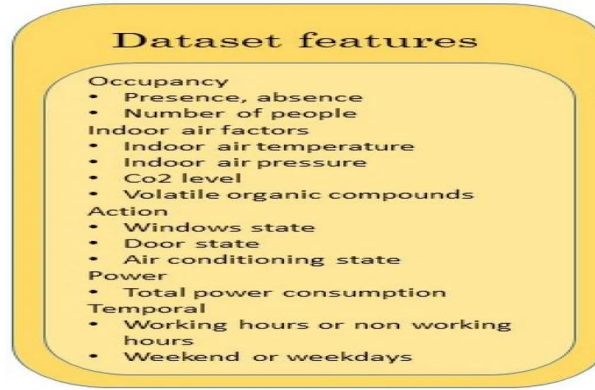 Dataset features
Occupancy
• Presence, absence
• Number of people
Indoor air factors
• Indoor air temperature
• Indoor air pressure
• Co2 level
• Volatile organic compounds
Action
• Windows state
• Door state
• Air conditioning state
Power
• Total power consumption
Temporal
• Working hours or non working
hours
• Weekend or weekdays